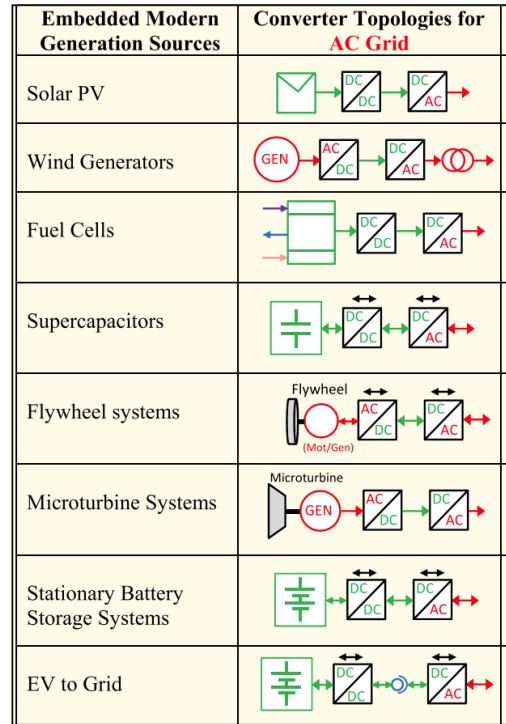 Embedded Modern
Generation Sources
Converter Topologies for
AC Grid
Solar PV
DC
DC
DC
AC
Wind Generators
GEN
AC
DC
DC
AC
Fuel Cells
DC
DC
DC
AC
Supercapacitors
DC
DC
DC
AC
Flywheel systems
Flywheel
(Mot/Gen)
AC
DC
DC
AC
Microturbine Systems
Microturbine
GEN
AC
DC
DC
AC
Stationary Battery
Storage Systems
DC
DC
DC
AC
EV to Grid
DC
DC
DC
AC